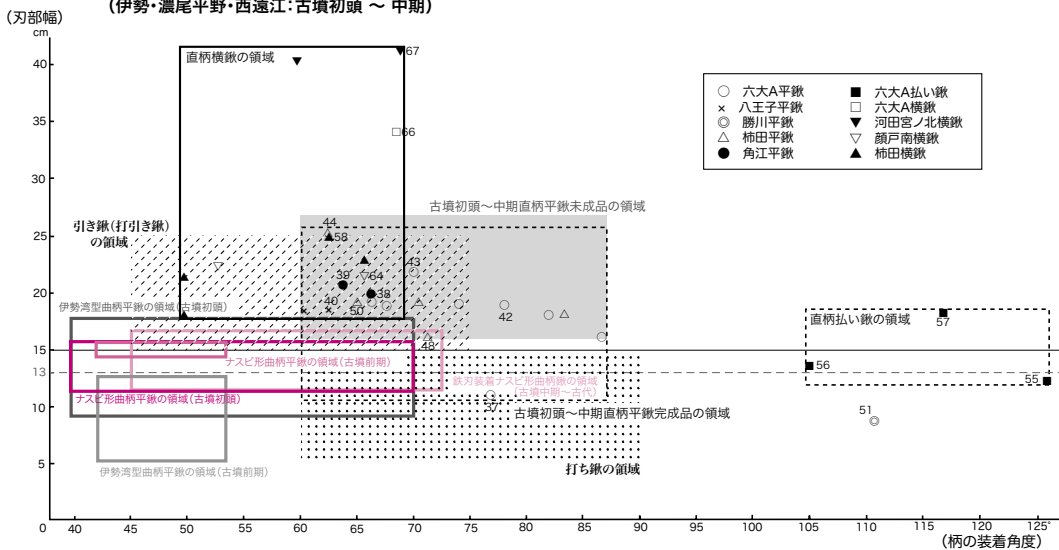 (伊勢・濃尾平野・西遠江:古墳初頭 ～ 中期)
(刃部幅)
cm
40
35
30
25
20
15
13
10
5
0
40
45
50
55
60
65
70
75
80
85
90
105
110
115
120
125°
(柄の装着角度)
直柄横鍬の領域
67
66
○ 六大A平鍬
× 八王子平鍬
◎ 勝川平鍬
△ 柿田平鍬
● 角江平鍬
■ 六大A払い鍬
□ 六大A横鍬
▼ 河田宮ノ北横鍬
▽ 顔戸南横鍬
▲ 柿田横鍬
古墳初頭～中期直柄平鍬未成品の領域
引き鍬(打引き鍬)
の領域
44
58
43
39
64
38
40
50
42
48
伊勢湾型曲柄平鍬の領域(古墳初頭)
直柄払い鍬の領域
57
56
55
51
ナスビ形曲柄平鍬の領域(古墳前期)
鉄刃装着ナスビ形曲柄鍬の領域
(古墳中期～古代)
ナスビ形曲柄平鍬の領域(古墳初頭)
37
古墳初頭～中期直柄平鍬完成品の領域
伊勢湾型曲柄平鍬の領域(古墳前期)
打ち鍬の領域